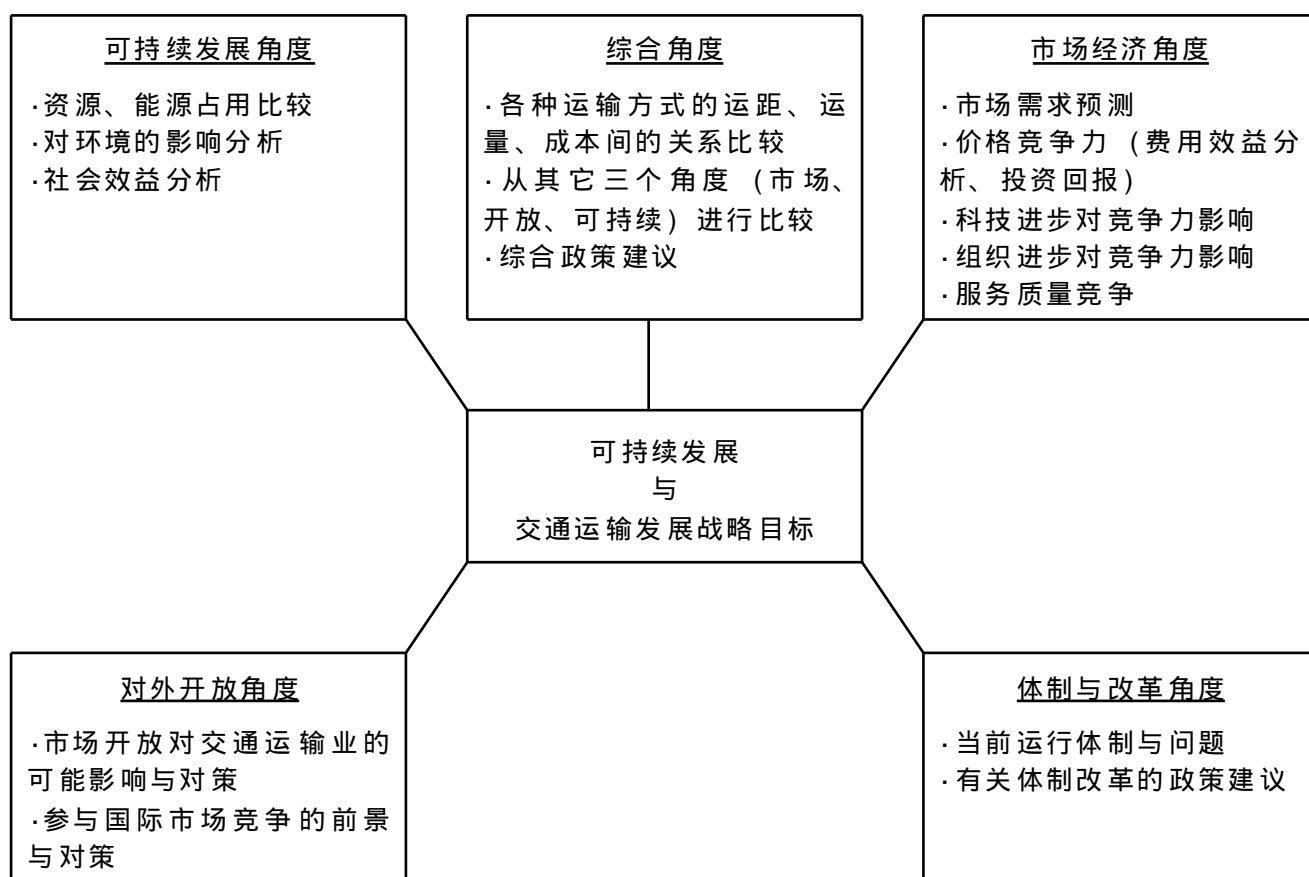 可持续发展角度
·资源、能源占用比较
·对环境的影响分析
·社会效益分析
综合角度
·各种运输方式的运距、运
量、成本间的关系比较
·从其它三个角度（市场、
开放、可持续）进行比较
·综合政策建议
市场经济角度
·市场需求预测
·价格竞争力（费用效益分
析、投资回报）
·科技进步对竞争力影响
·组织进步对竞争力影响
·服务质量竞争
可持续发展
与
交通运输发展战略目标
对外开放角度
·市场开放对交通运输业的
可能影响与对策
·参与国际市场竞争的前景
与对策
体制与改革角度
·当前运行体制与问题
·有关体制改革的政策建议